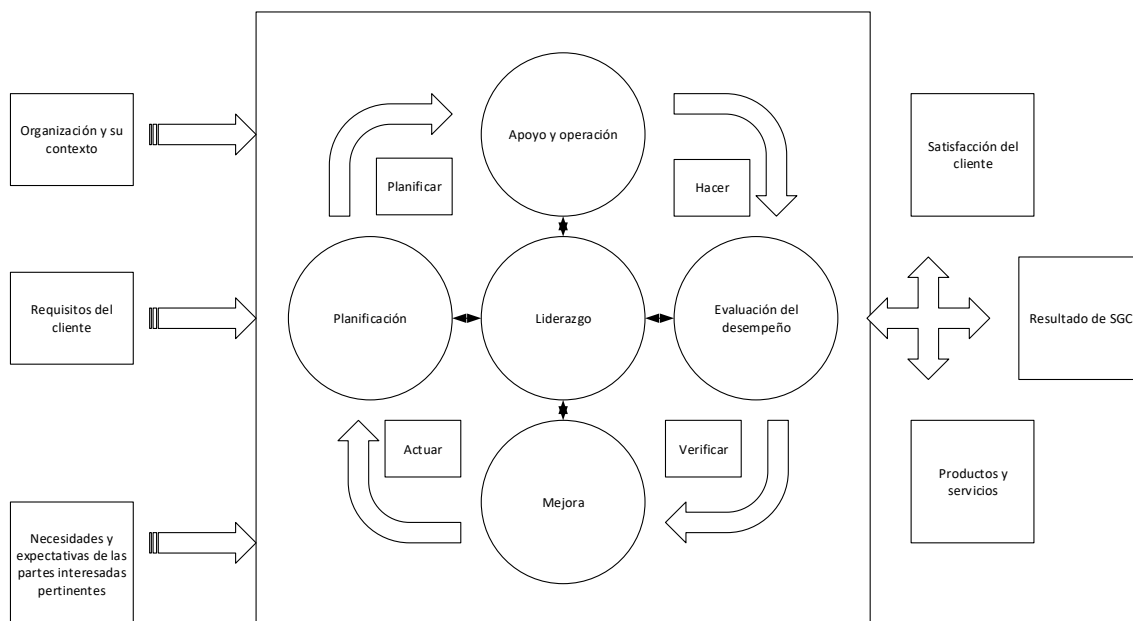 Organización y su
contexto
Requisitos del
cliente
Necesidades y
expectativas de las
partes interesadas
pertinentes
Apoyo y operación
Planificar
Hacer
Planificación
Liderazgo
Evaluación del
desempeño
Actuar
Verificar
Mejora
Satisfacción del
cliente
Resultado de SGC
Productos y
servicios